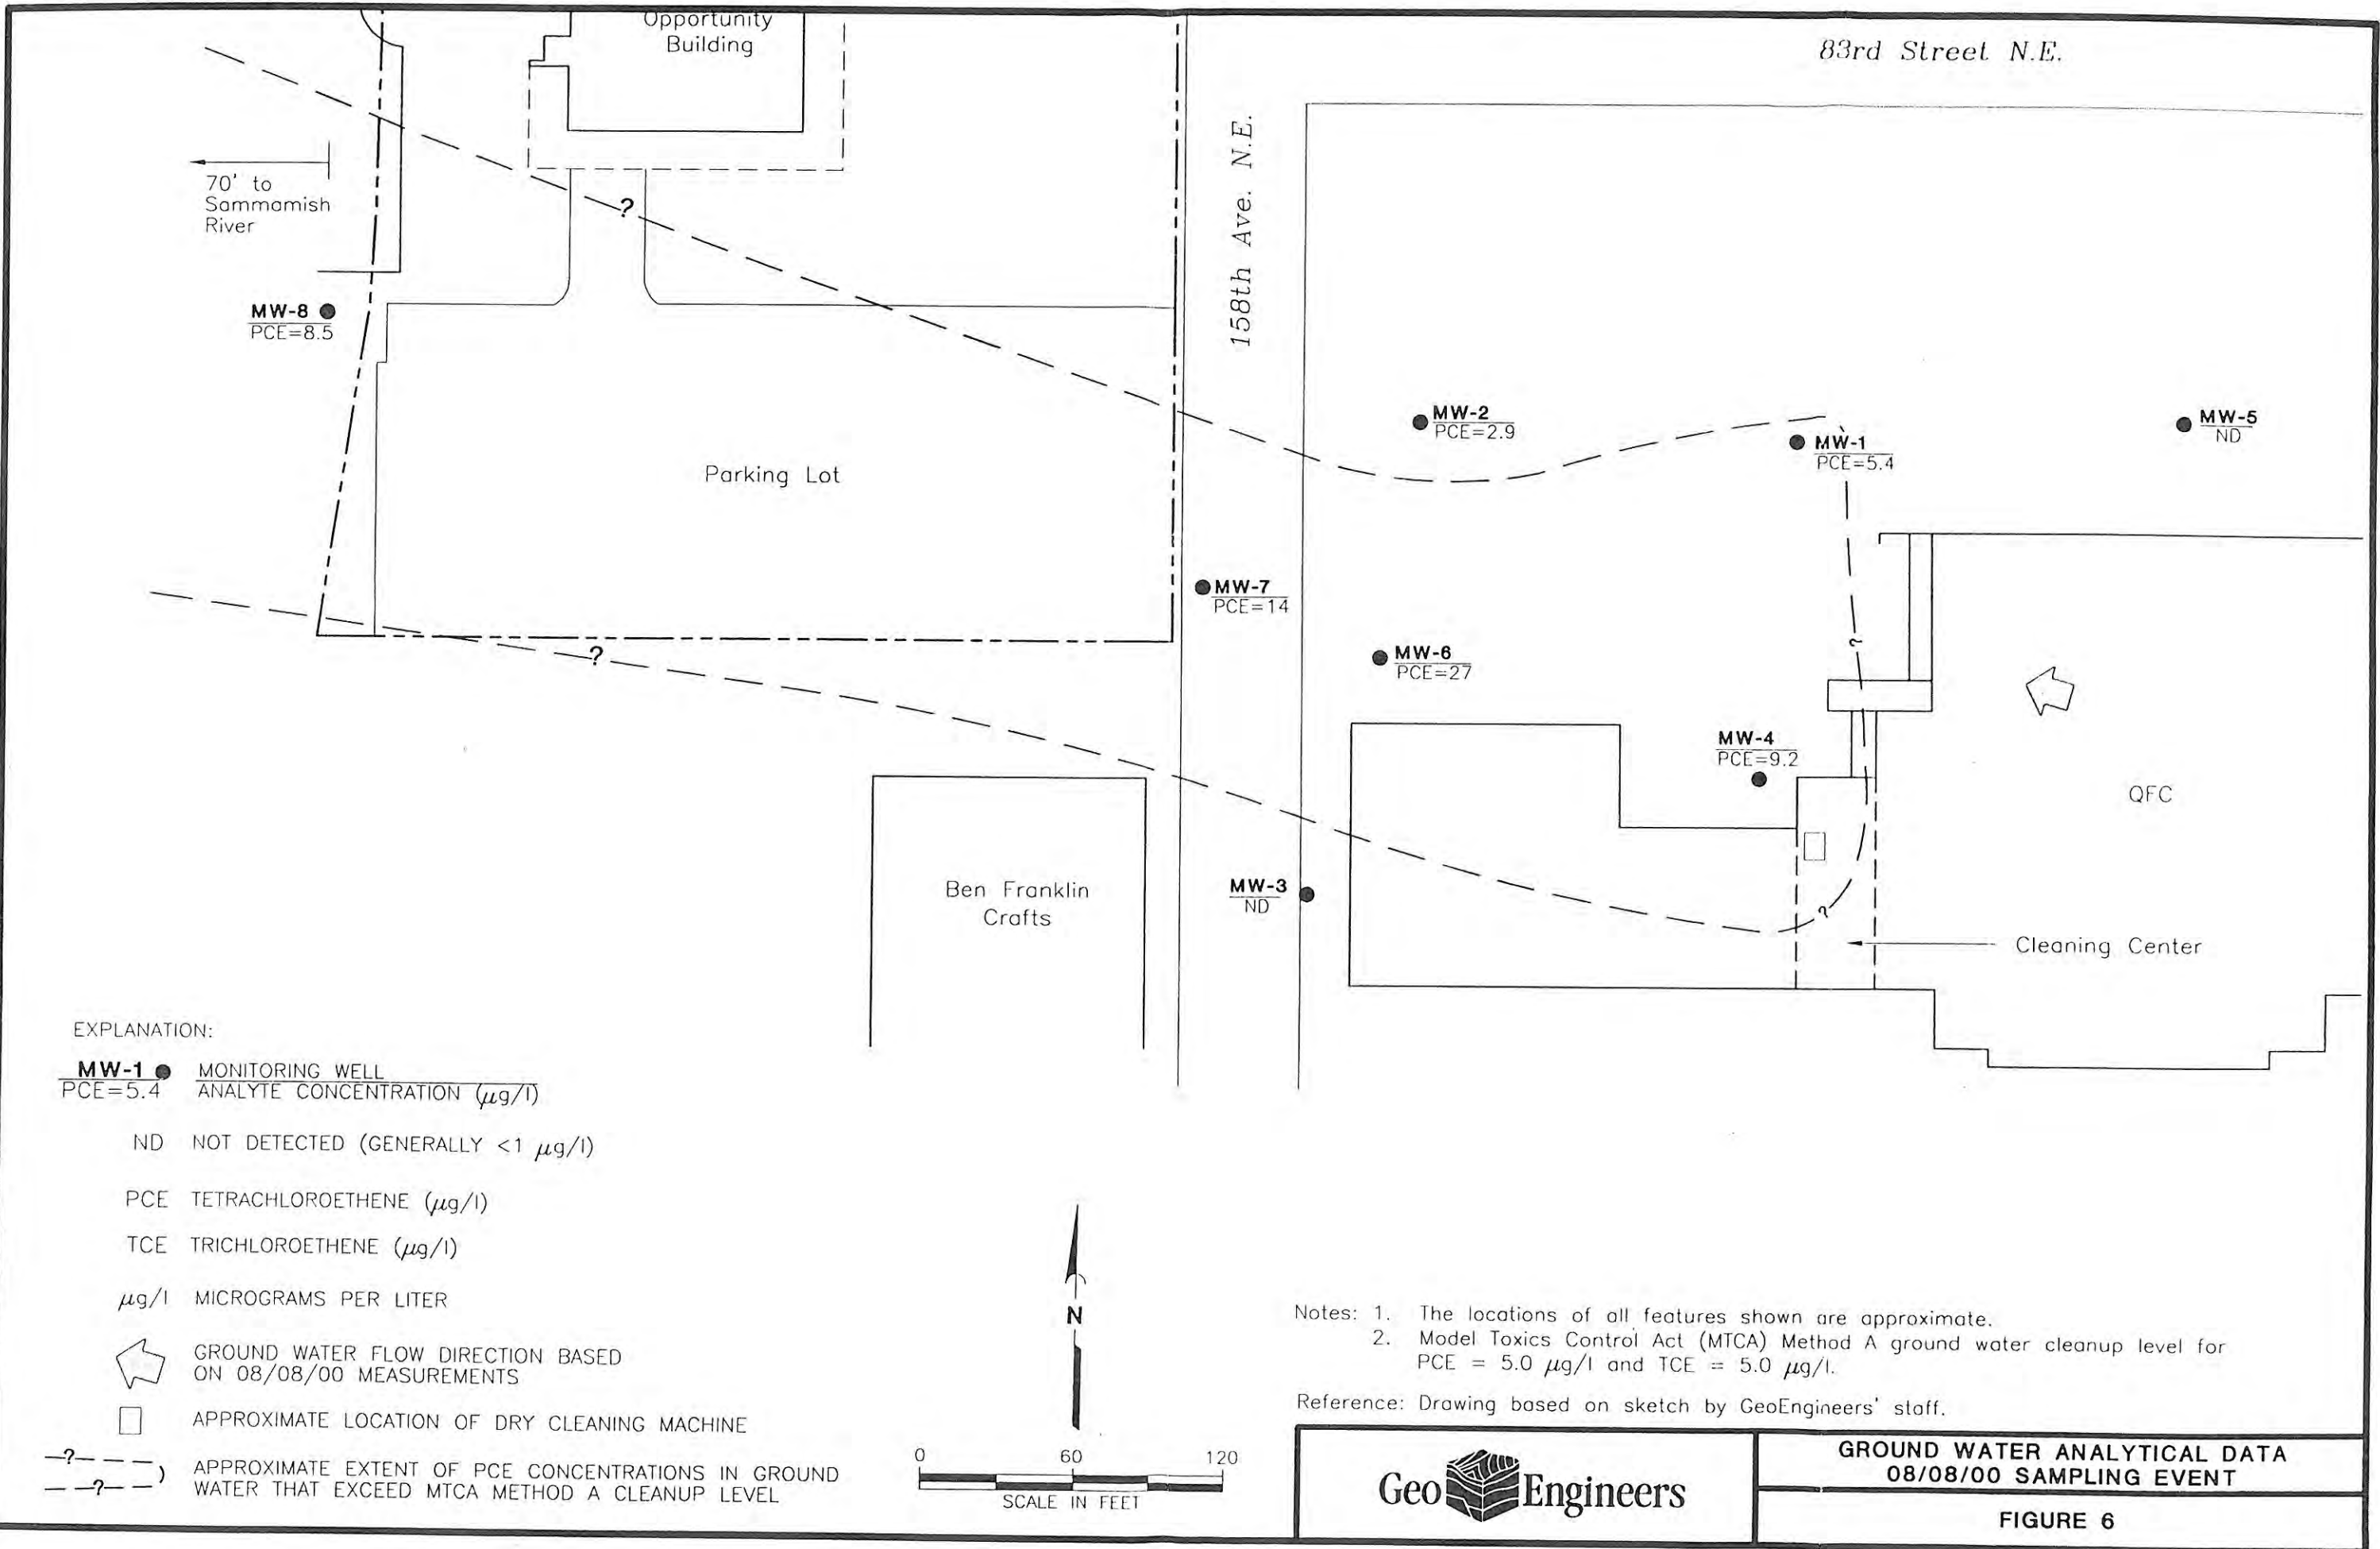 Opportunity
Building
83rd Street N.E.
158th Ave. N.E.
70' to
Sammamish
River
MW-8
PCE=8.5
Parking Lot
MW-2
PCE=2.9
MW-1
PCE=5.4
MW-5
ND
MW-7
PCE=14
?
?
?
?
MW-6
PCE=27
MW-4
PCE=9.2
QFC
MW-3
ND
Ben Franklin
Crafts
Cleaning Center
EXPLANATION:
MW-1
PCE=5.4
MONITORING WELL
ANALYTE CONCENTRATION (µg/l)
ND NOT DETECTED (GENERALLY <1 µg/l)
PCE TETRACHLOROETHENE (µg/l)
TCE TRICHLOROETHENE (µg/l)
µg/l MICROGRAMS PER LITER
GROUND WATER FLOW DIRECTION BASED
ON 08/08/00 MEASUREMENTS
APPROXIMATE LOCATION OF DRY CLEANING MACHINE
?
?
APPROXIMATE EXTENT OF PCE CONCENTRATIONS IN GROUND
WATER THAT EXCEED MTCA METHOD A CLEANUP LEVEL
N
0 60 120
SCALE IN FEET
Notes: 1. The locations of all features shown are approximate.
2. Model Toxics Control Act (MTCA) Method A ground water cleanup level for
PCE = 5.0 µg/l and TCE = 5.0 µg/l.
Reference: Drawing based on sketch by GeoEngineers' staff.
Geo Engineers
GROUND WATER ANALYTICAL DATA
08/08/00 SAMPLING EVENT
FIGURE 6